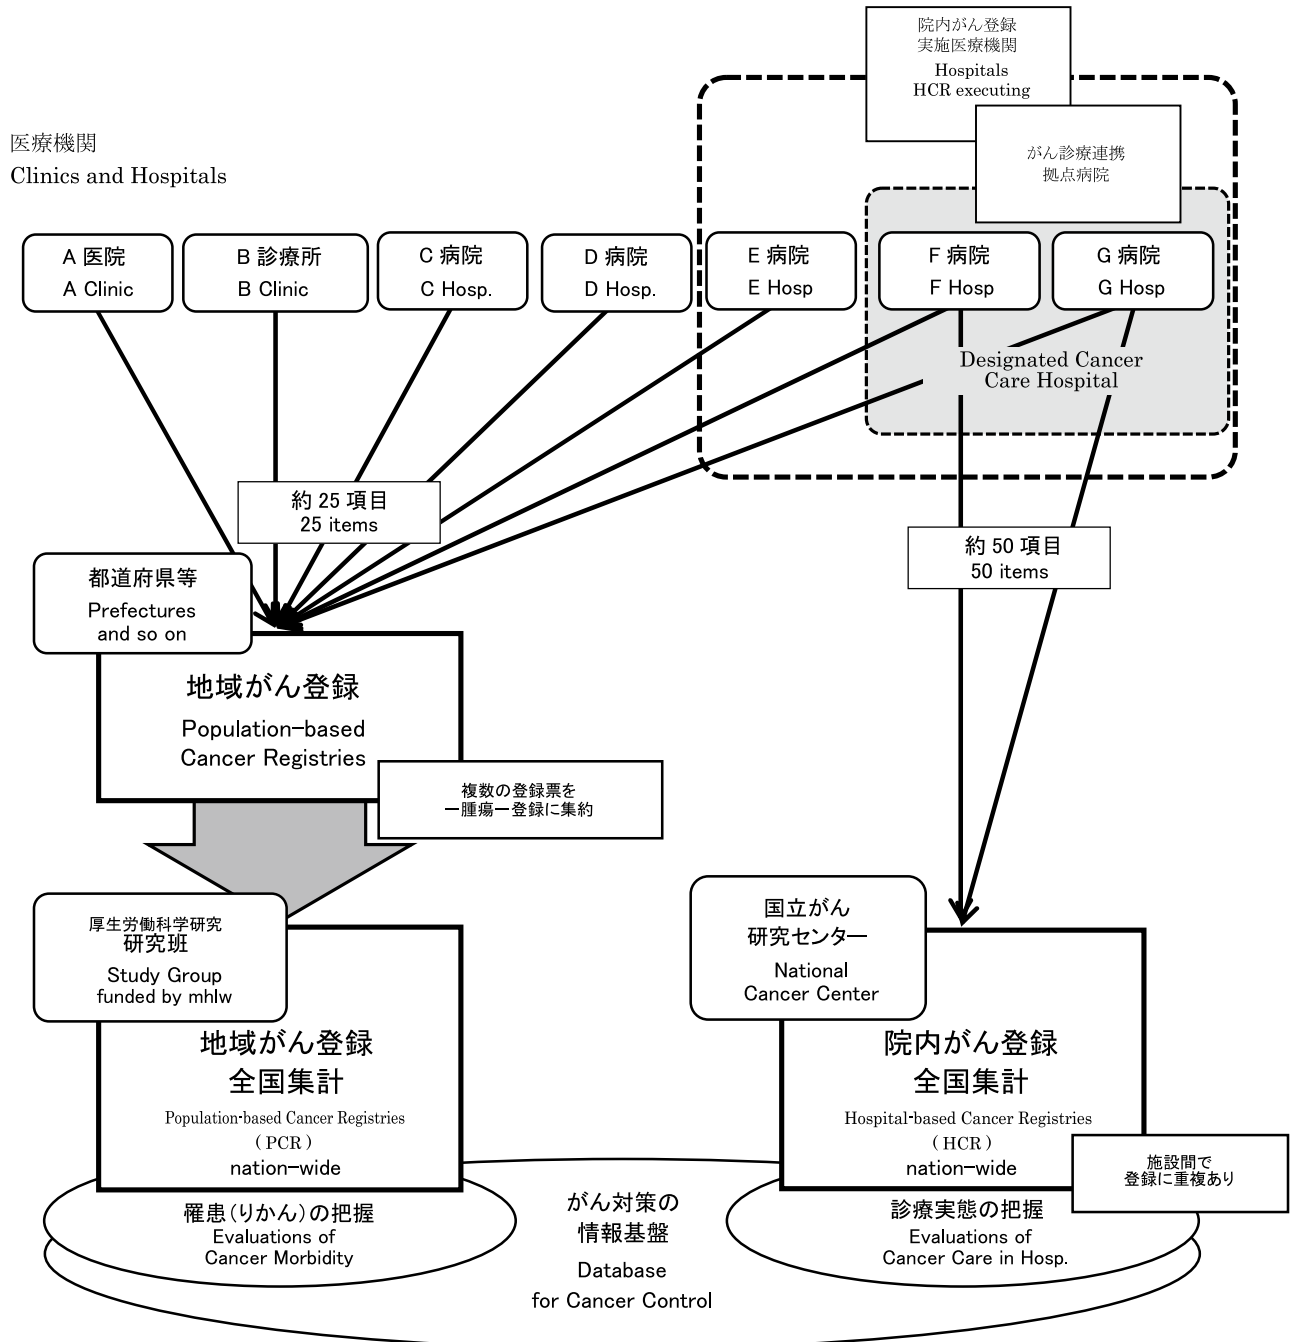 院内がん登録
実施医療機関
Hospitals
HCR executing
がん診療連携
拠点病院
医療機関
Clinics and Hospitals
A 医院
A Clinic
B 診療所
B Clinic
C 病院
C Hosp.
D 病院
D Hosp.
E 病院
E Hosp
F 病院
F Hosp
G 病院
G Hosp
Designated Cancer
Care Hospital
約 25 項目
25 items
約 50 項目
50 items
都道府県等
Prefectures
and so on
地域がん登録
Population-based
Cancer Registries
複数の登録票を
一腫瘍一登録に集約
厚生労働科学研究
研究班
Study Group
funded by mhlw
地域がん登録
全国集計
Population-based Cancer Registries
( PCR )
nation-wide
国立がん
研究センター
National
Cancer Center
院内がん登録
全国集計
Hospital-based Cancer Registries
( HCR )
nation-wide
施設間で
登録に重複あり
罹患(りかん)の把握
Evaluations of
Cancer Morbidity
がん対策の
情報基盤
Database
for Cancer Control
診療実態の把握
Evaluations of
Cancer Care in Hosp.